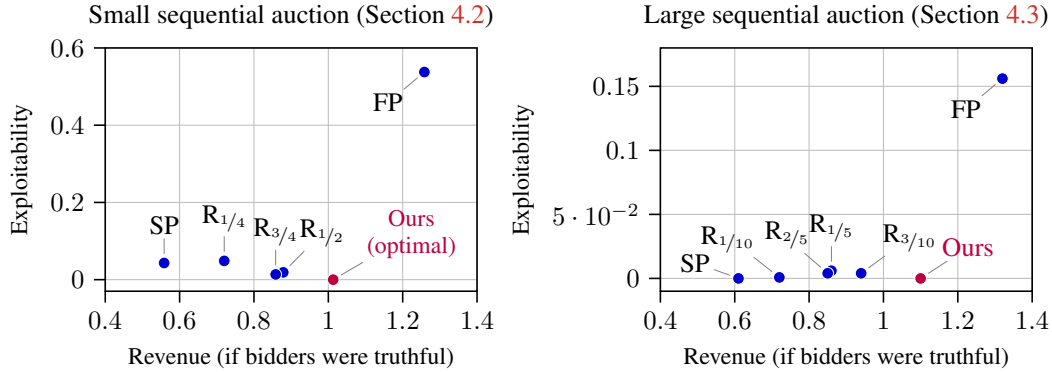 Small sequential auction (Section 4.2)
0.6
0.4
0.2
0
Exploitability
FP
SP
R1/4
R3/4
R1/2
Ours
(optimal)
0.4 0.6 0.8 1 1.2 1.4
Revenue (if bidders were truthful)
Large sequential auction (Section 4.3)
0.15
0.1
5 · 10−2
0
Exploitability
FP
SP
R1/10
R2/5
R1/5
R3/10
Ours
0.4 0.6 0.8 1 1.2 1.4
Revenue (if bidders were truthful)